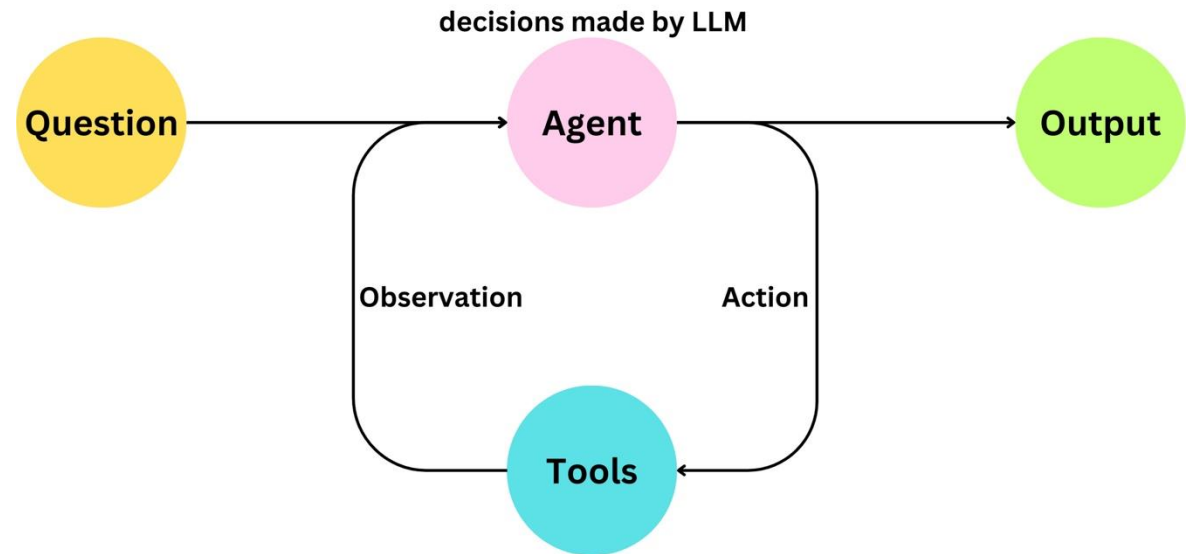 decisions made by LLM
Question
Agent
Output
Observation
Action
Tools